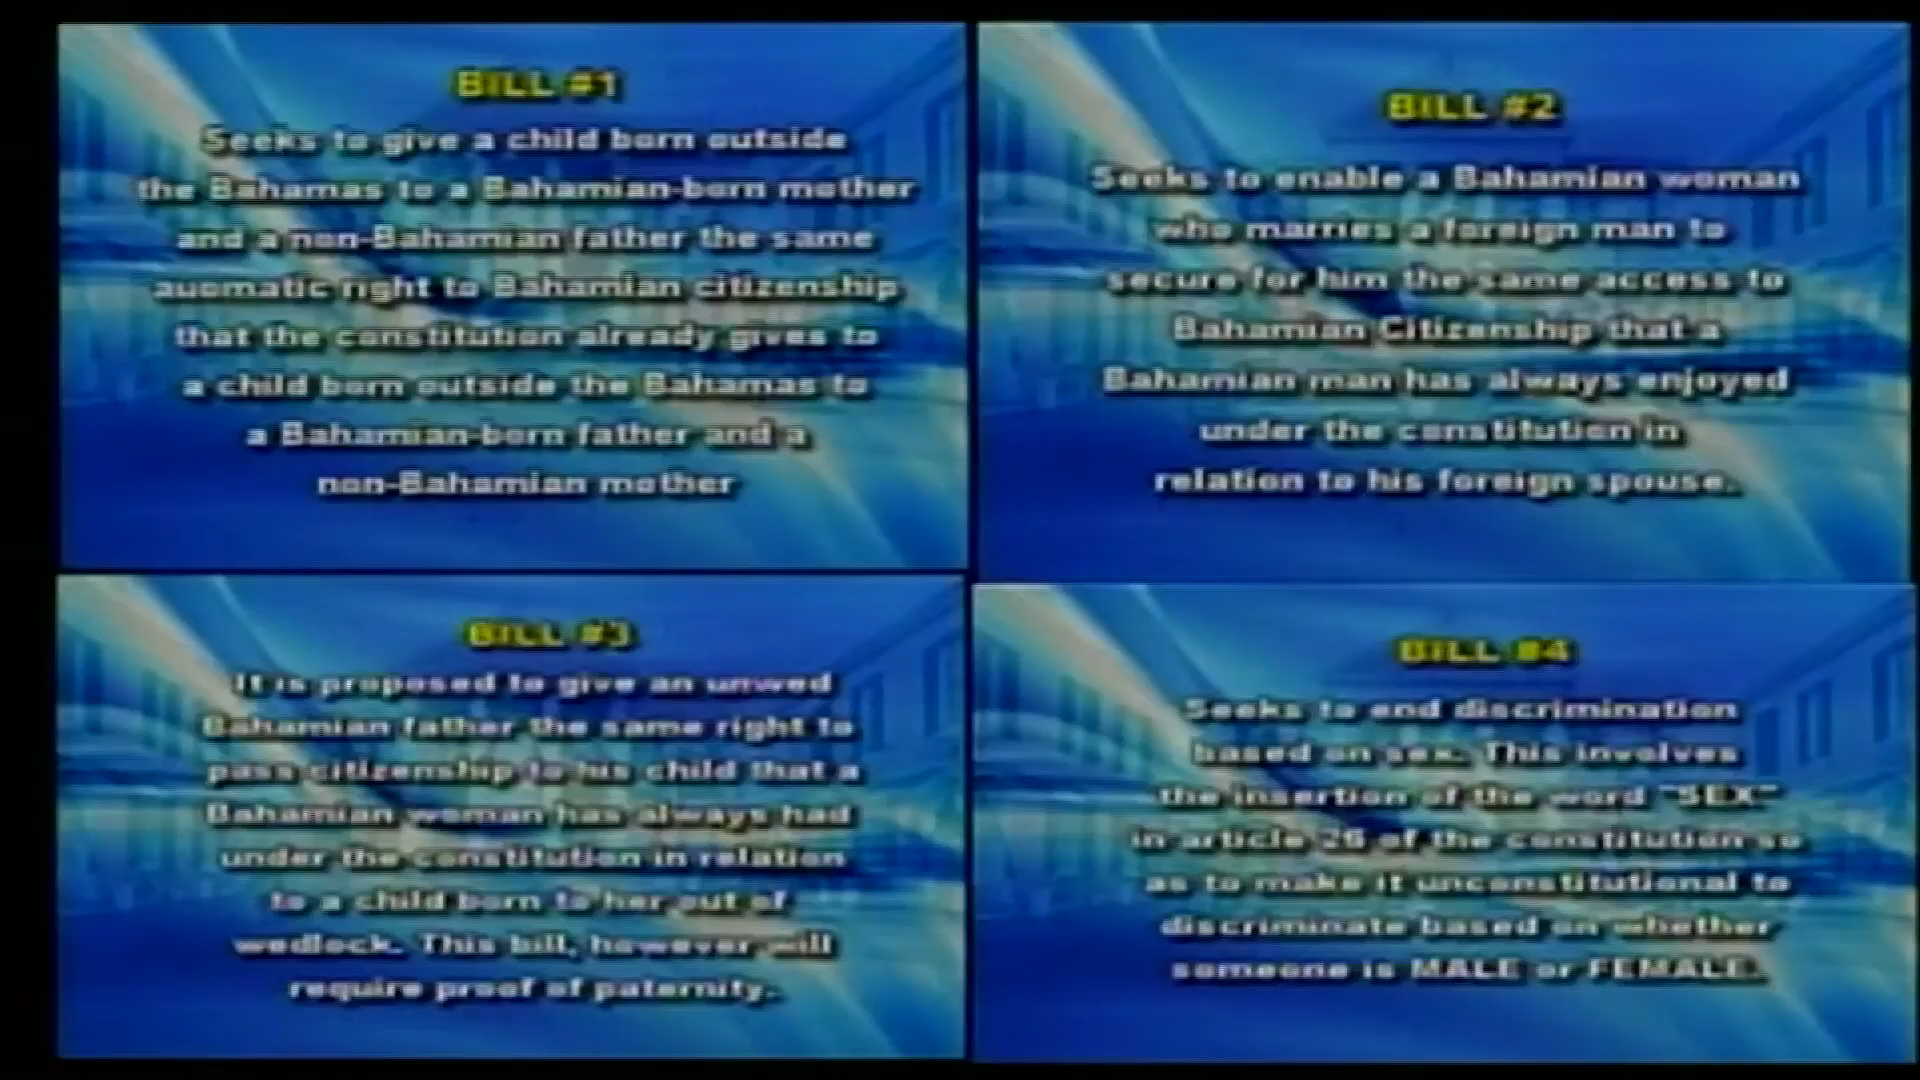 BILL #1
Seeks to give a child born outside
the Bahamas to a Bahamian-born mother
and a non-Bahamian father the same
auomatic right to Bahamian citizenship
that the constitution already gives to
a child born outside the Bahamas to
a Bahamian-born father and a
non-Bahamian mother
BILL #2
Seeks to enable a Bahamian woman
who marries a foreign man to
secure for him the same access to
Bahamian Citizenship that a
Bahamian man has always enjoyed
under the constitution in
relation to his foreign spouse.
BILL #3
It is proposed to give an unwed
Bahamian father the same right to
pass citizenship to his child that a
Bahamian woman has always had
under the constitution in relation
to a child born to her out of
wedlock. This bill, however will
require proof of paternity.
BILL #4
Seeks to end discrimination
based on sex. This involves
the insertion of the word "SEX"
in article 26 of the constitution so
as to make it unconstitutional to
discriminate based on whether
someone is MALE or FEMALE.